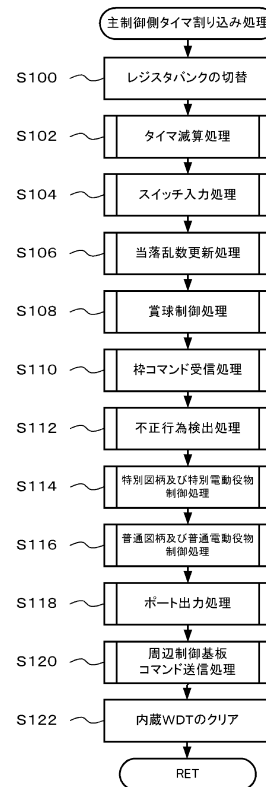 主制御側タイマ割り込み処理
S100
レジスタバンクの切替
S102
タイマ減算処理
S104
スイッチ入力処理
S106
当落乱数更新処理
S108
賞球制御処理
S110
枠コマンド受信処理
S112
不正行為検出処理
S114
特別図柄及び特別電動役物
制御処理
S116
普通図柄及び普通電動役物
制御処理
S118
ポート出力処理
S120
周辺制御基板
コマンド送信処理
S122
内蔵WDTのクリア
RET